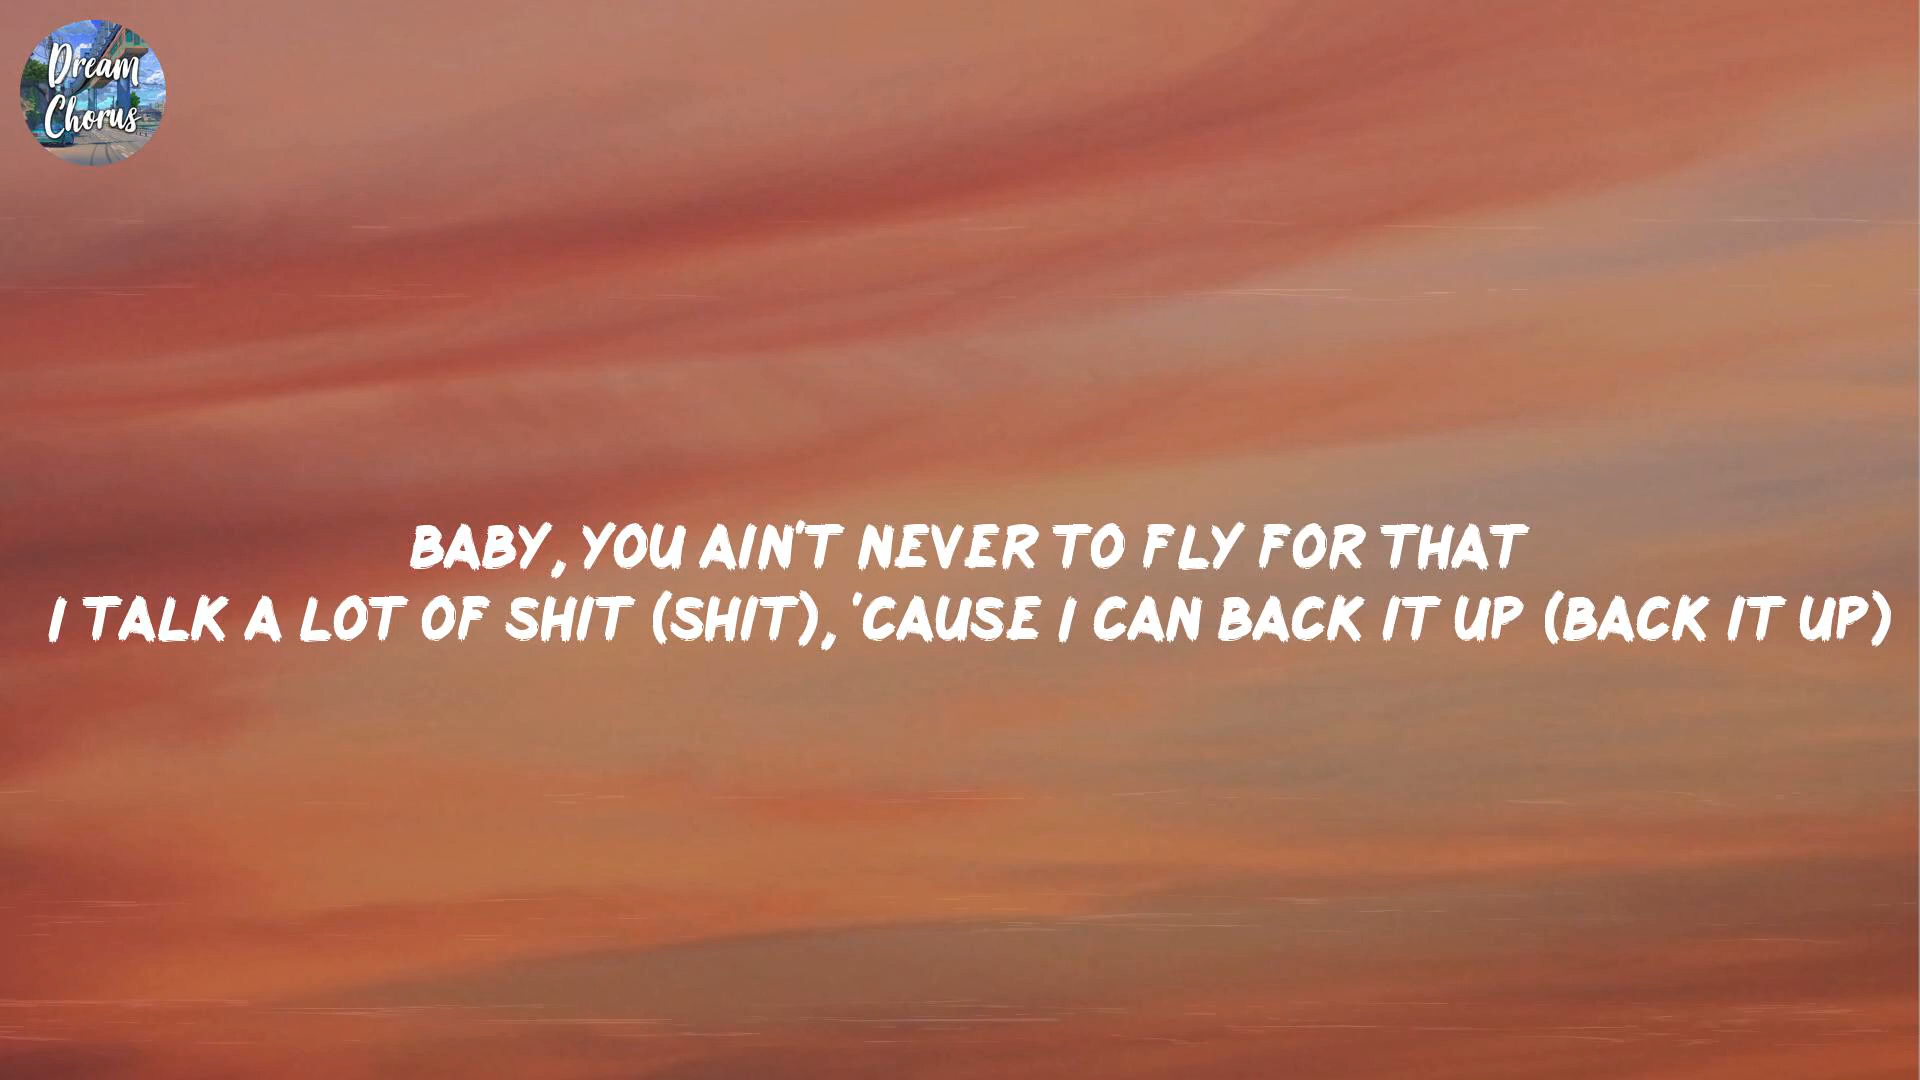 Dream
Chorus
BABY, YOU AIN'T NEVER TO FLY FOR THAT
I TALK A LOT OF SHIT (SHIT), 'CAUSE I CAN BACK IT UP (BACK IT UP)